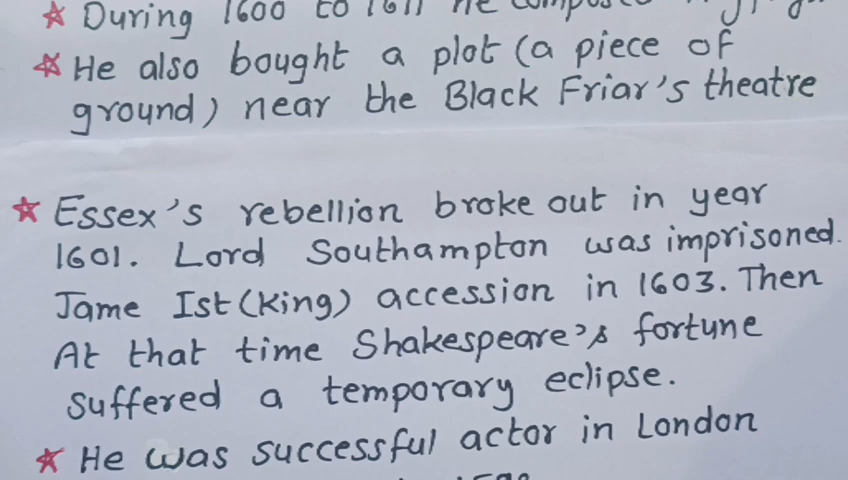 During 1600 to 1611 he
He also bought a plot (a piece of
ground) near the Black Friar's theatre
Essex's rebellion broke out in year
1601. Lord Southampton was imprisoned.
Jame Ist (King) accession in 1603. Then
At that time Shakespeare's fortune
suffered a temporary eclipse.
He was successful actor in London